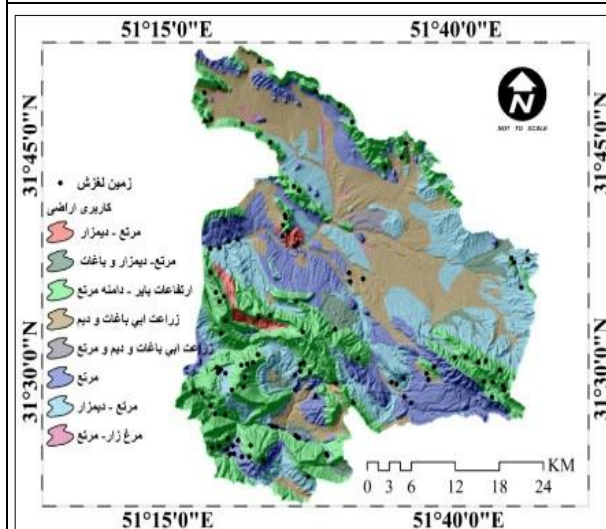 51°15'0"E 51°40'0"E
31°45'0"N 31°45'0"N
N
NOT TO SCALE
زمین لغزش
کاربری اراضی
مرتع - دیمزار
مرتع- دیمزار و باغات
ارتفاعات بایر - دامنه مرتع
زراعت ابي باغات و دیم
زراعت ابي باغات و دیم و مرتع
مرتع
مرتع - دیمزار
مرغ زار- مرتع
31°30'0"N 31°30'0"N
KM
0 3 6 12 18 24
51°15'0"E 51°40'0"E